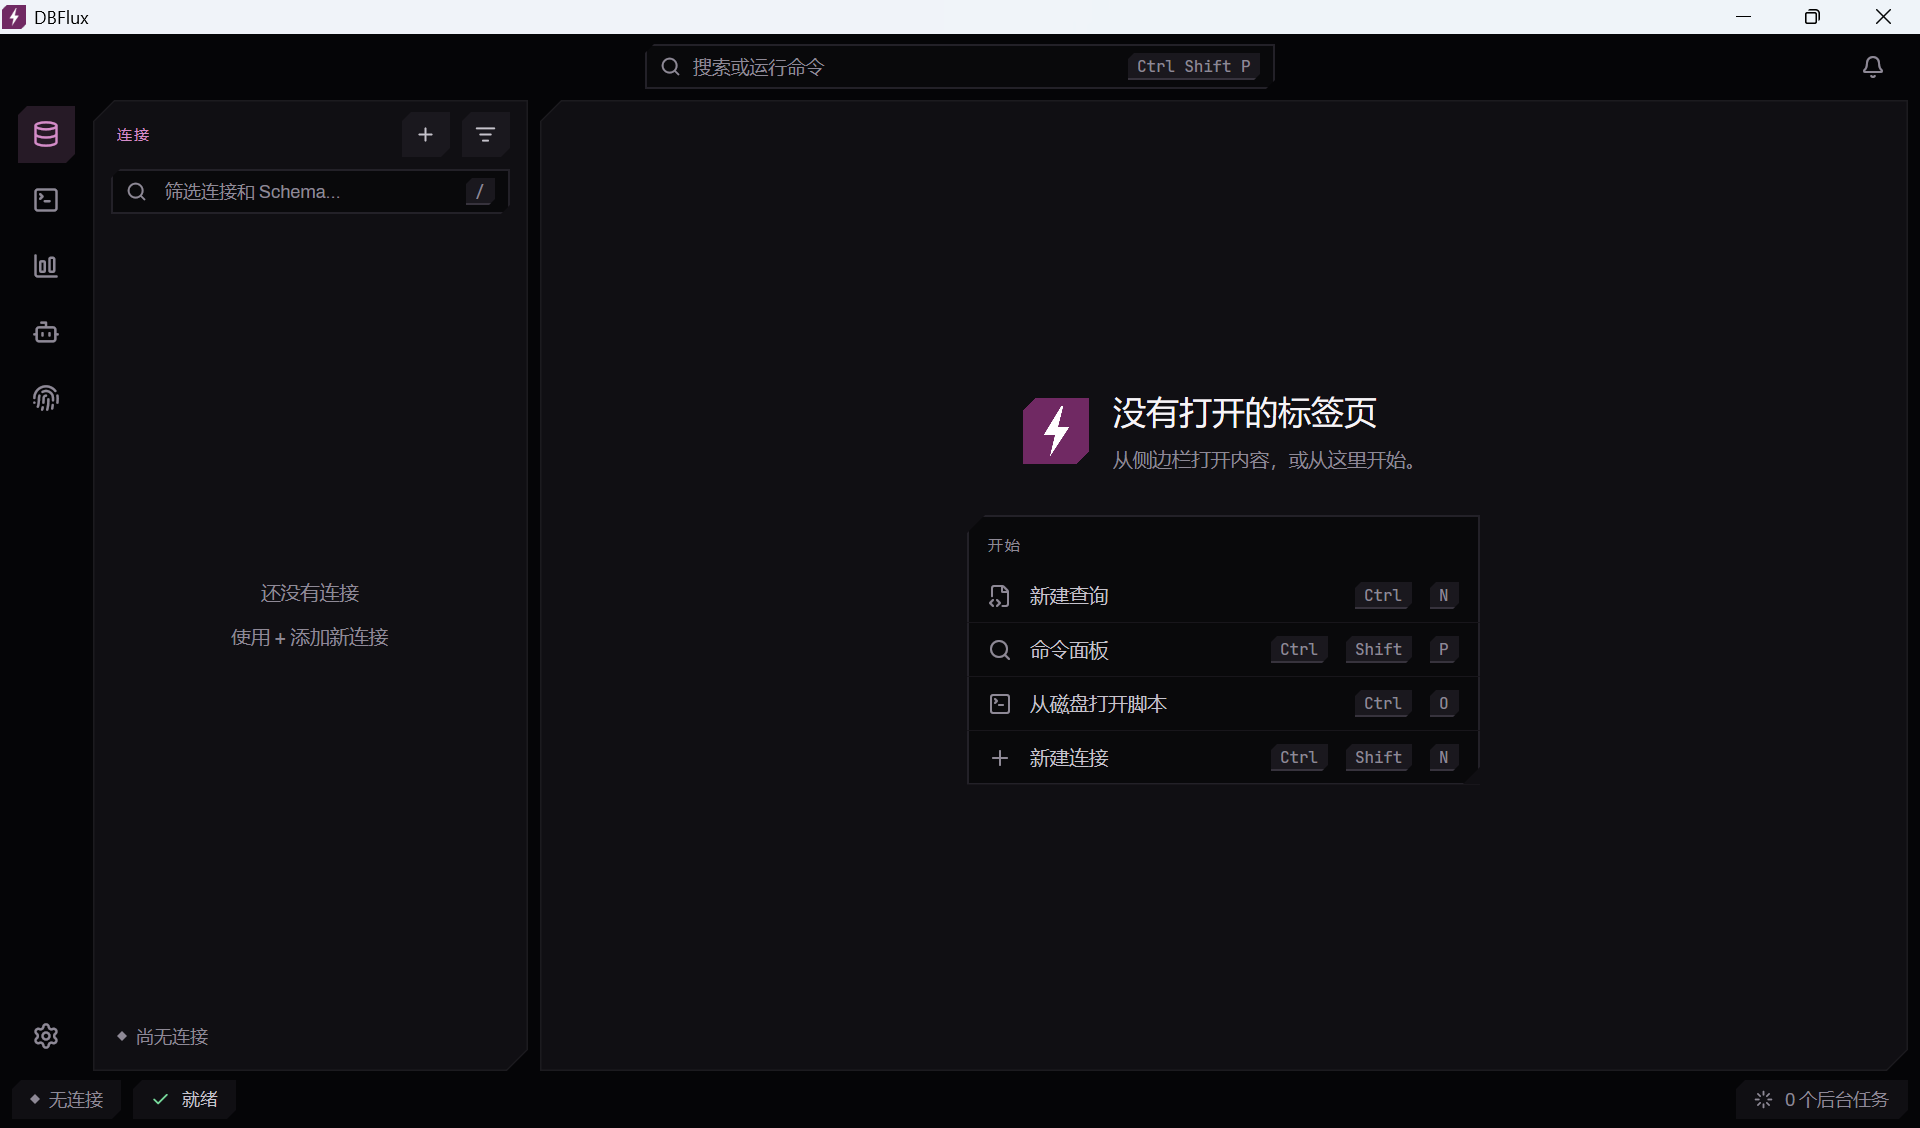 DBFlux
搜索或运行命令 Ctrl Shift P
连接
筛选连接和 Schema... /
还没有连接
使用 + 添加新连接
尚无连接
没有打开的标签页
从侧边栏打开内容，或从这里开始。
开始
新建查询 Ctrl N
命令面板 Ctrl Shift P
从磁盘打开脚本 Ctrl O
新建连接 Ctrl Shift N
无连接 就绪 0 个后台任务